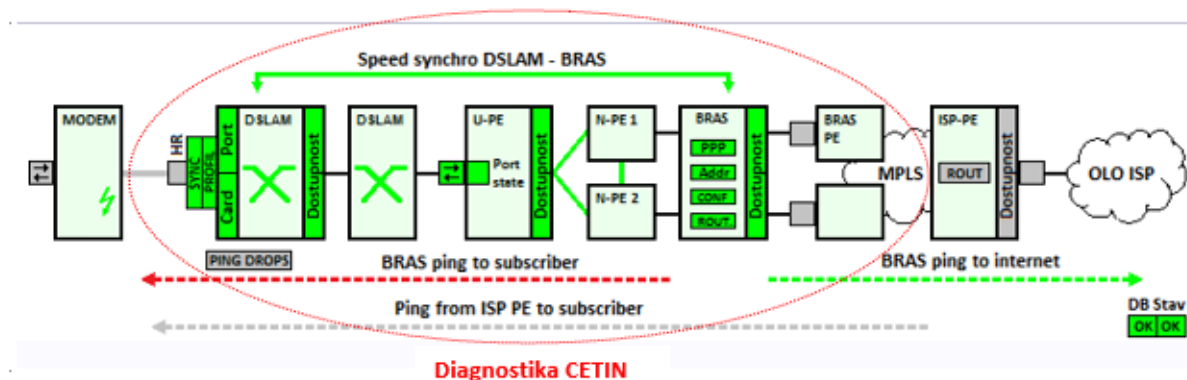 Speed synchro DSLAM - BRAS
MODEM
HR
SYNC
PROFIL
Port
Card
DSLAM
Dostupnost
DSLAM
U-PE
Port
state
Dostupnost
N-PE 1
N-PE 2
BRAS
PPP
Addr
CONF
ROUT
Dostupnost
BRAS
PE
MPLS
ISP-PE
ROUT
Dostupnost
OLO ISP
PING DROPS
BRAS ping to subscriber
BRAS ping to internet
Ping from ISP PE to subscriber
DB Stav
OK OK
Diagnostika CETIN